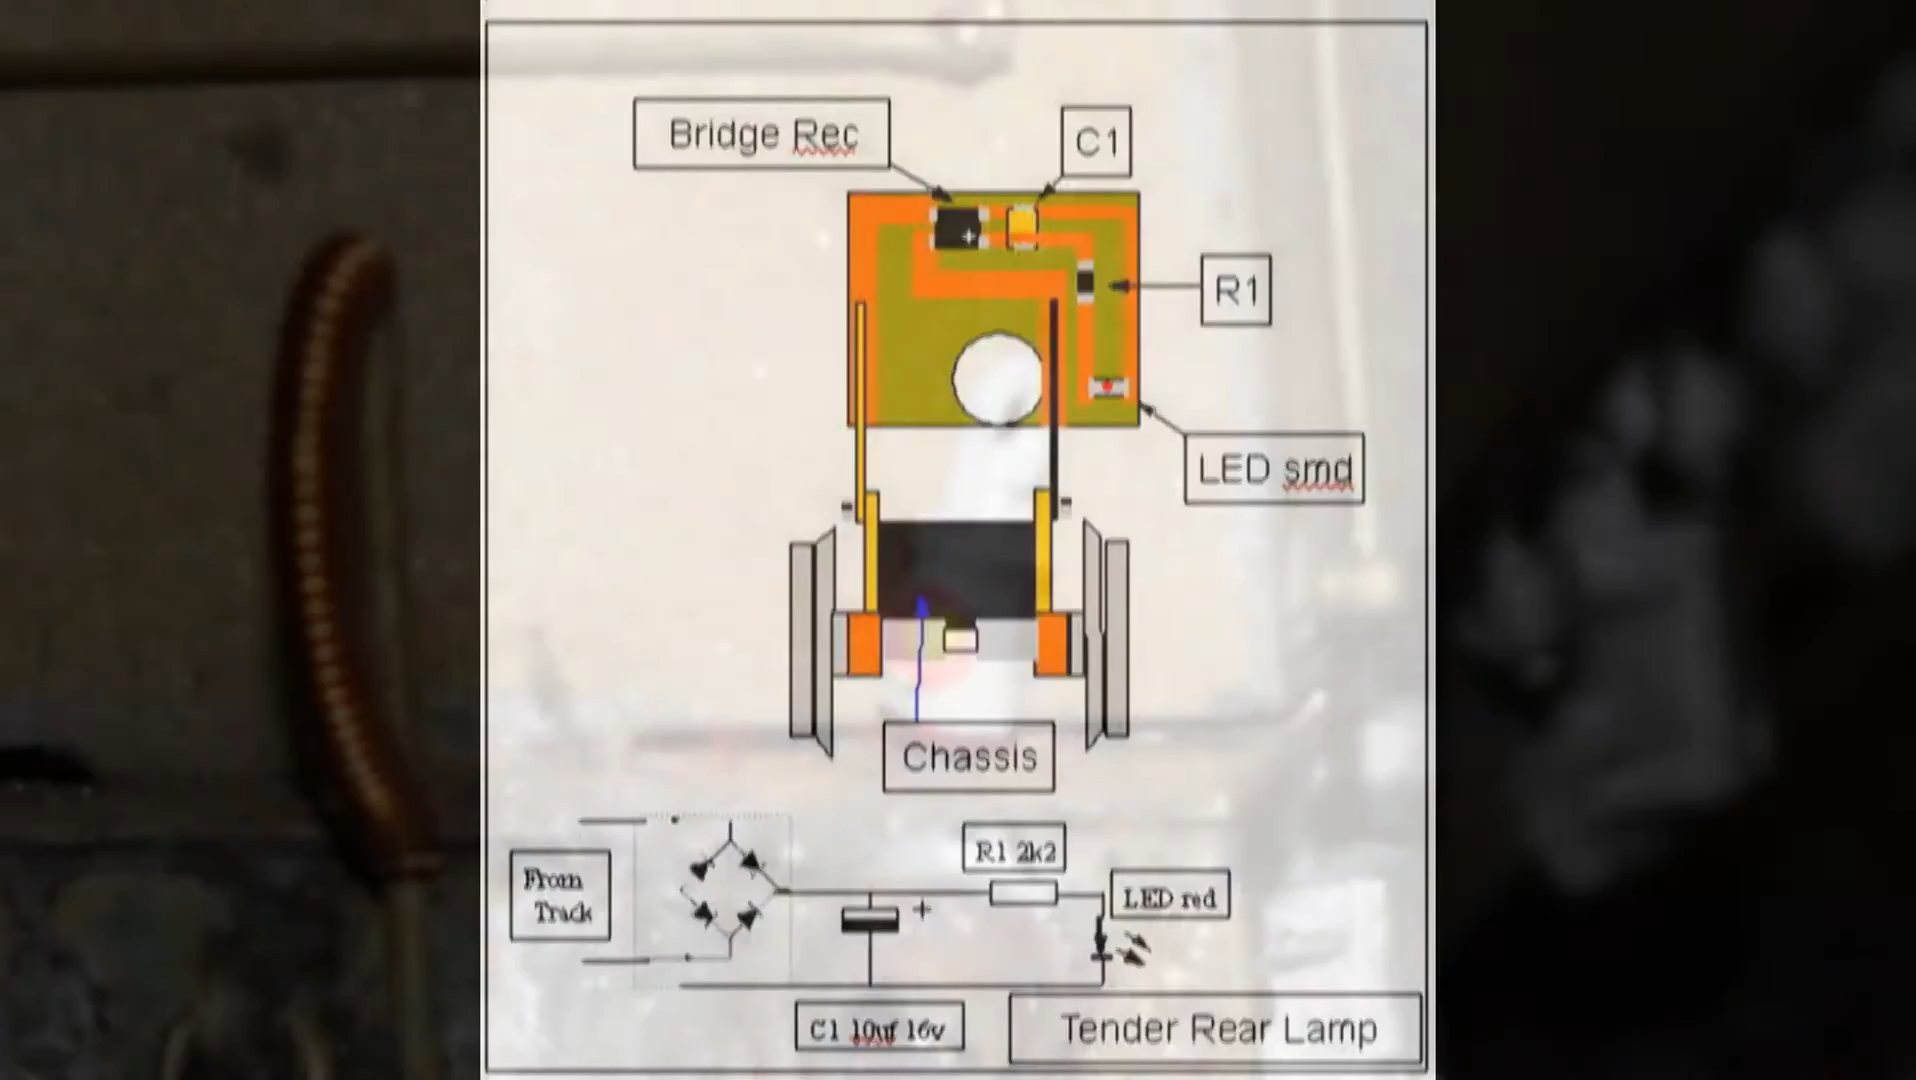 Bridge Rec
C1
R1
LED smd
Chassis
R1 2k2
From
Track
LED red
+
C1 10uf 16v
Tender Rear Lamp